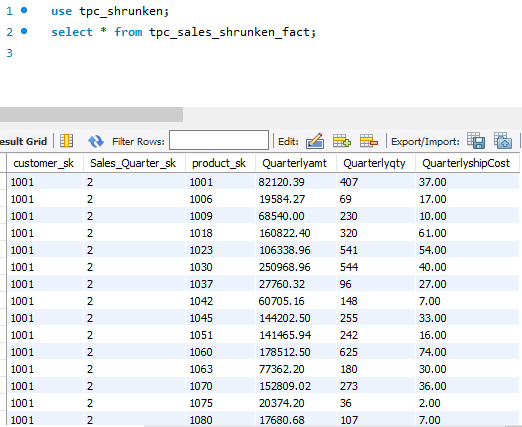 1 use tpc_shrunken;
2 select * from tpc_sales_shrunken_fact;
3
esult Grid Filter Rows: Edit: Export/Import:
customer_sk Sales_Quarter_sk product_sk Quarterlyamt Quarterlyqty QuarterlyshipCost
1001 2 1001 82120.39 407 37.00
1001 2 1006 19584.27 69 17.00
1001 2 1009 68540.00 230 10.00
1001 2 1018 160822.40 320 61.00
1001 2 1023 106338.96 541 54.00
1001 2 1030 250968.96 544 40.00
1001 2 1037 27760.32 96 27.00
1001 2 1042 60705.16 148 7.00
1001 2 1045 144202.50 255 33.00
1001 2 1051 141465.94 242 16.00
1001 2 1060 178512.50 625 74.00
1001 2 1063 77362.20 180 30.00
1001 2 1070 152809.02 273 36.00
1001 2 1075 20374.20 36 2.00
1001 2 1080 17680.68 107 7.00